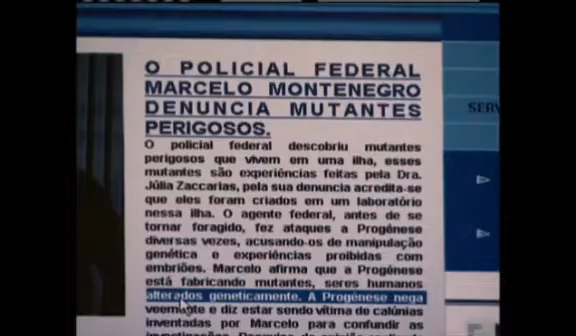 O POLICIAL FEDERAL
MARCELO MONTENEGRO
DENUNCIA MUTANTES
PERIGOSOS.
O policial federal descobriu mutantes
perigosos que vivem em uma ilha, esses
mutantes são experiências feitas pela Dra.
Júlia Zaccarias, pela sua denuncia acredita-se
que eles foram criados em um laboratório
nessa ilha. O agente federal, antes de se
tornar foragido, fez ataques a Progênese
diversas vezes, acusando-os de manipulação
genética e experiências proibidas com
embriões. Marcelo afirma que a Progênese
está fabricando mutantes, seres humanos
alterados geneticamente. A Progênese nega
veemente e diz estar sendo vítima de calúnias
inventadas por Marcelo para confundir as
SERV